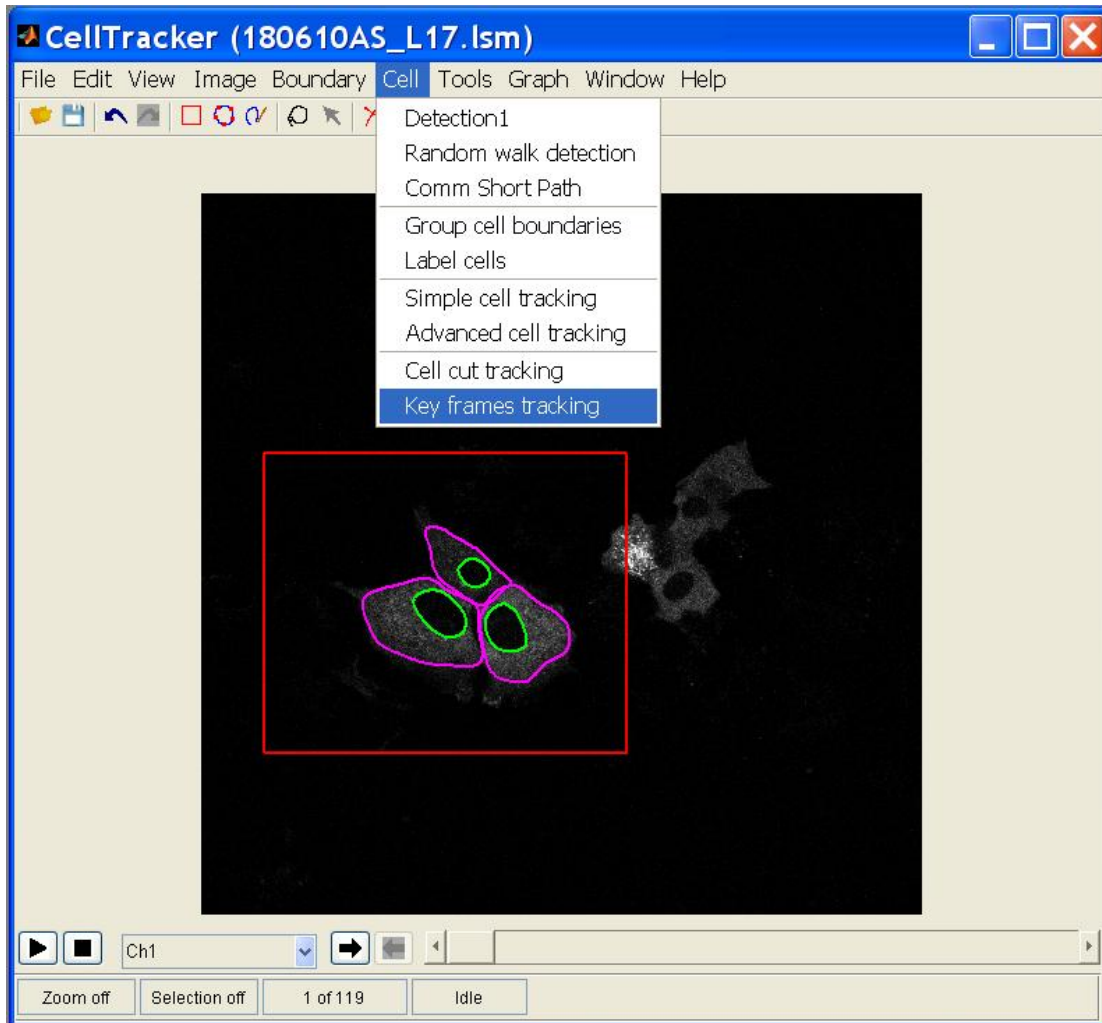 CellTracker (180610AS_L17.lsm)
File Edit View Image Boundary Cell Tools Graph Window Help
Detection1
Random walk detection
Comm Short Path
Group cell boundaries
Label cells
Simple cell tracking
Advanced cell tracking
Cell cut tracking
Key frames tracking
Ch1
Zoom off Selection off 1 of 119 Idle